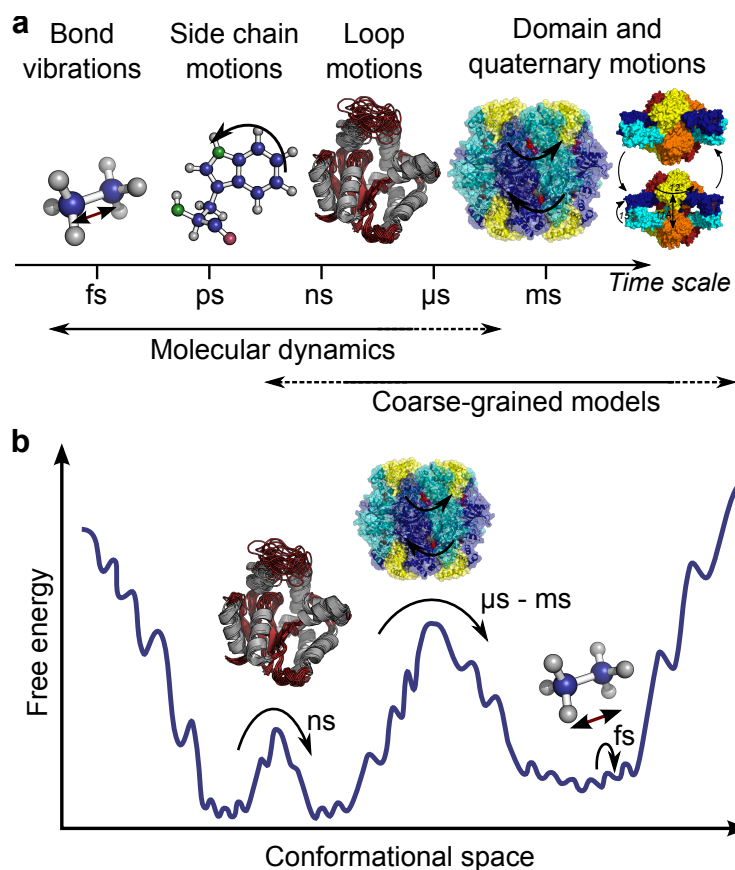 a
Bond
vibrations
Side chain
motions
Loop
motions
Domain and
quaternary motions
12
fs
ps
ns
µs
ms
Time scale
Molecular dynamics
Coarse-grained models
b
Free energy
ns
µs - ms
fs
Conformational space